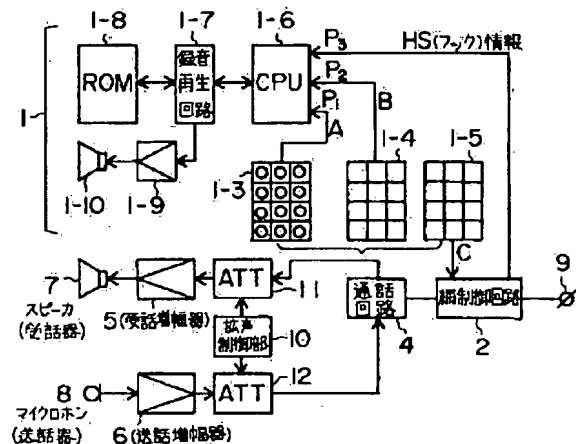 1-8
1-7
1-6
ROM
録音
再生
回路
CPU
P3
HS(フック)情報
P2
P1
B
A
1
1-4
1-5
1-3
1-10
1-9
C
7
スピーカ
(受話器)
5(受話増幅器)
ATT
11
拡声
制御部
10
通話
回路
4
網制御回路
2
9
8
マイクロホン
(送話器)
6(送話増幅器)
ATT
12